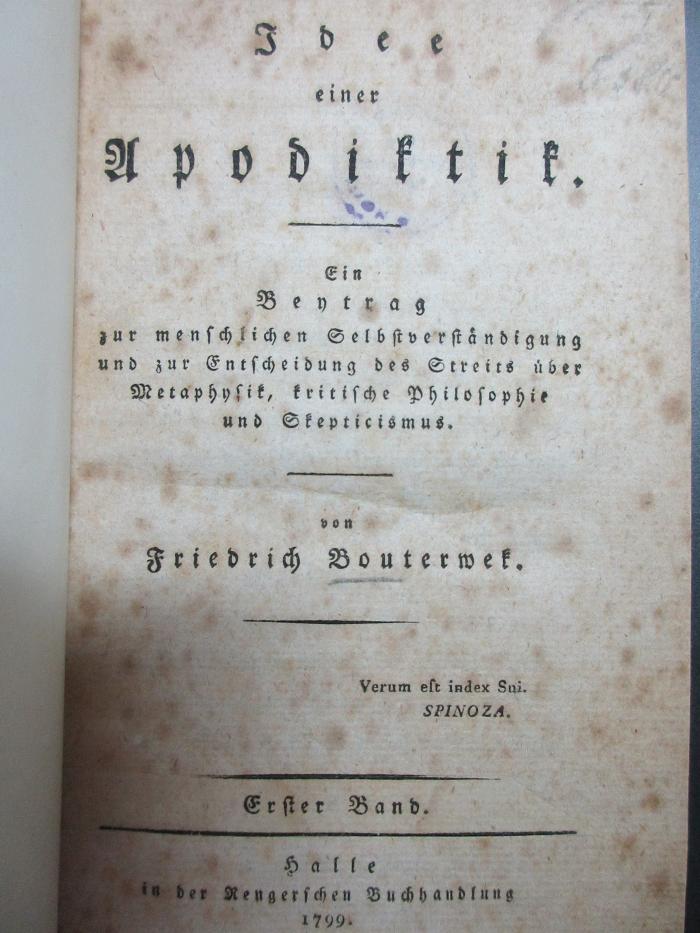 Idee
einer
Apodiktik.
Ein
Beytrag
zur menſchlichen Selbſtverſtändigung
und zur Entſcheidung des Streits über
Metaphyſik, kritiſche Philoſophie
und Skepticismus.
von
Friedrich Bouterwek.
Verum eſt index Sui.
SPINOZA.
Erſter Band.
Halle
in der Rengerſchen Buchhandlung
1799.